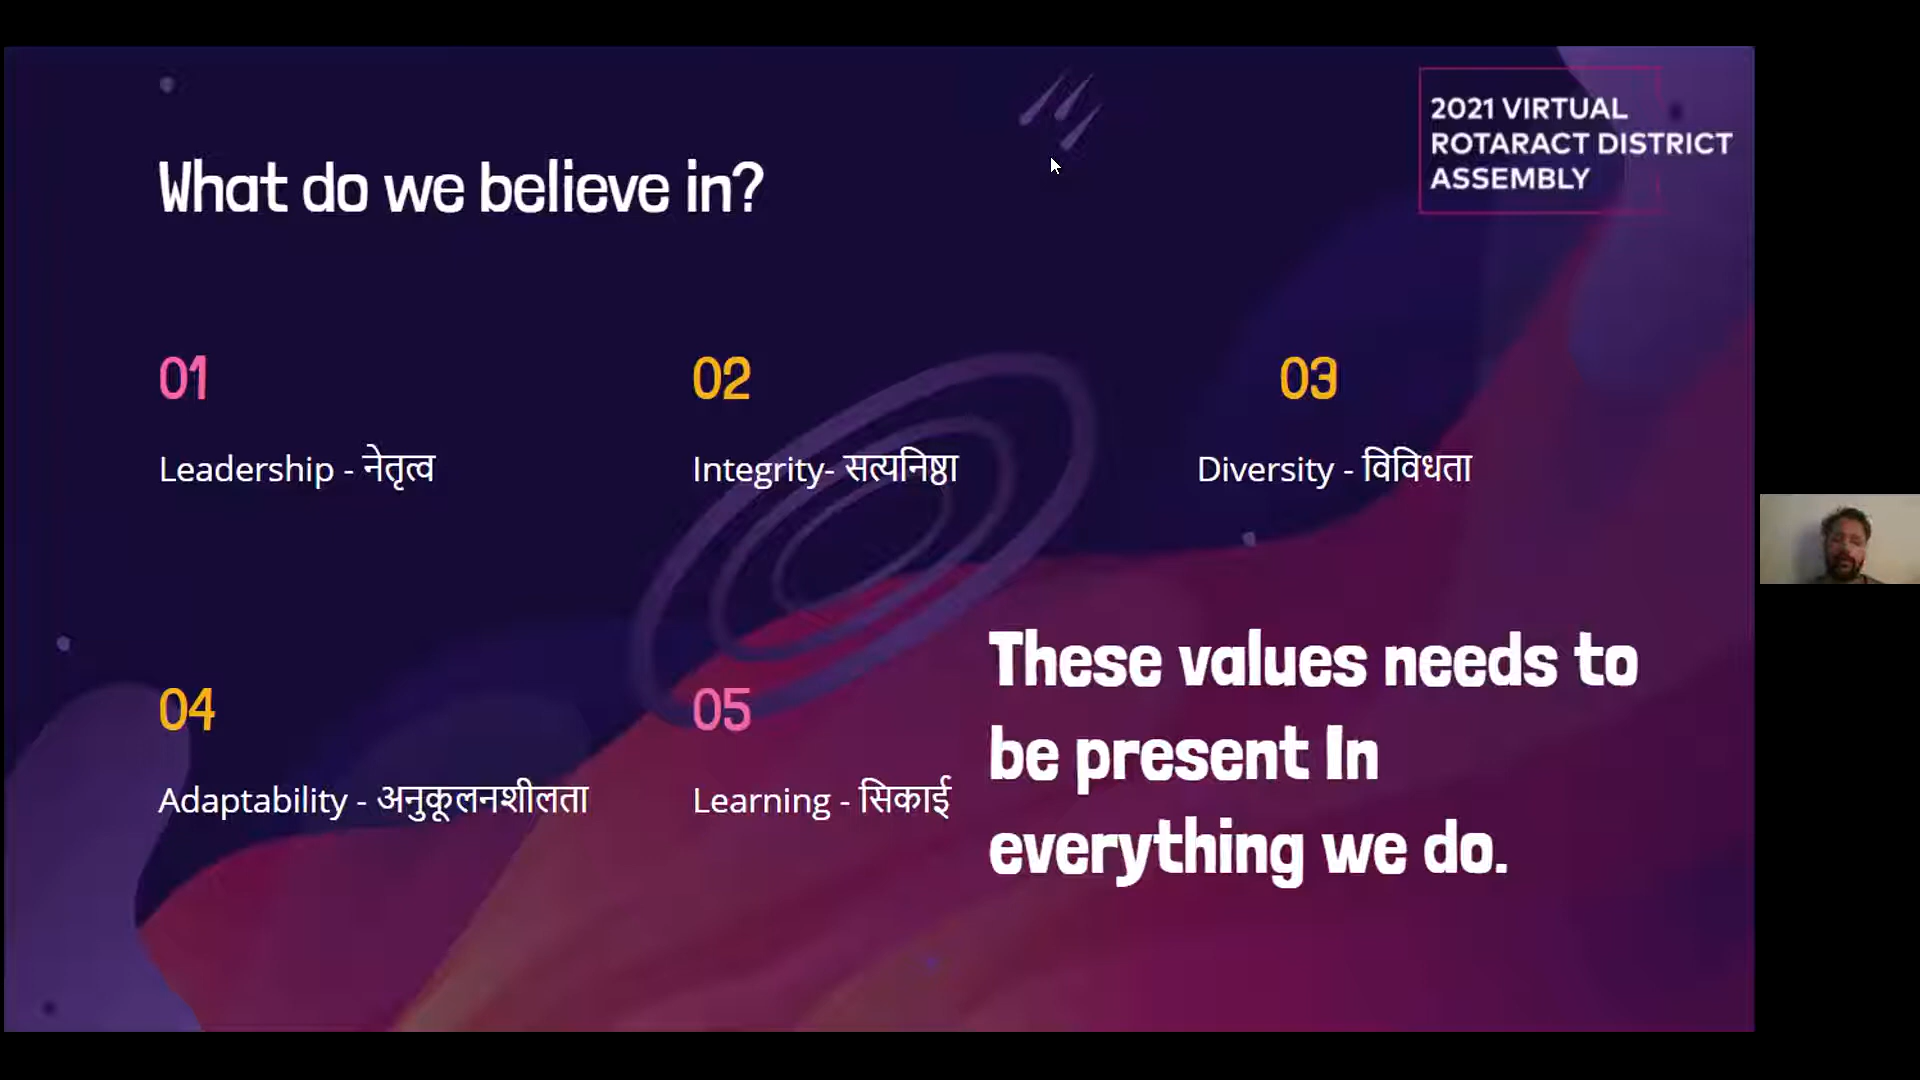 2021 VIRTUAL
ROTARACT DISTRICT
ASSEMBLY
What do we believe in?
01
Leadership - नेतृत्व
02
Integrity- सत्यनिष्ठा
03
Diversity - विविधता
04
Adaptability - अनुकूलनशीलता
05
Learning - सिकाई
These values needs to
be present In
everything we do.